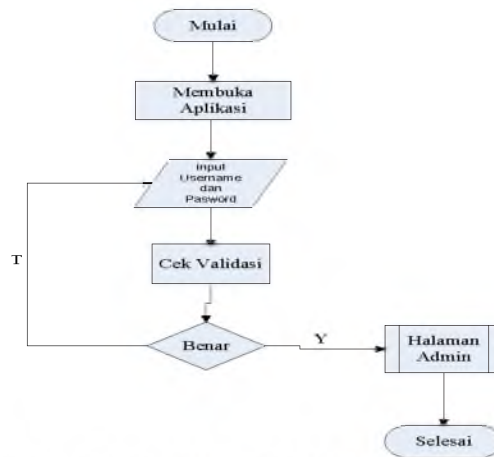 Mulai
Membuka
Aplikasi
Input
Username
dan
Pasword
T
Cek Validasi
Benar
Y
Halaman
Admin
Selesai